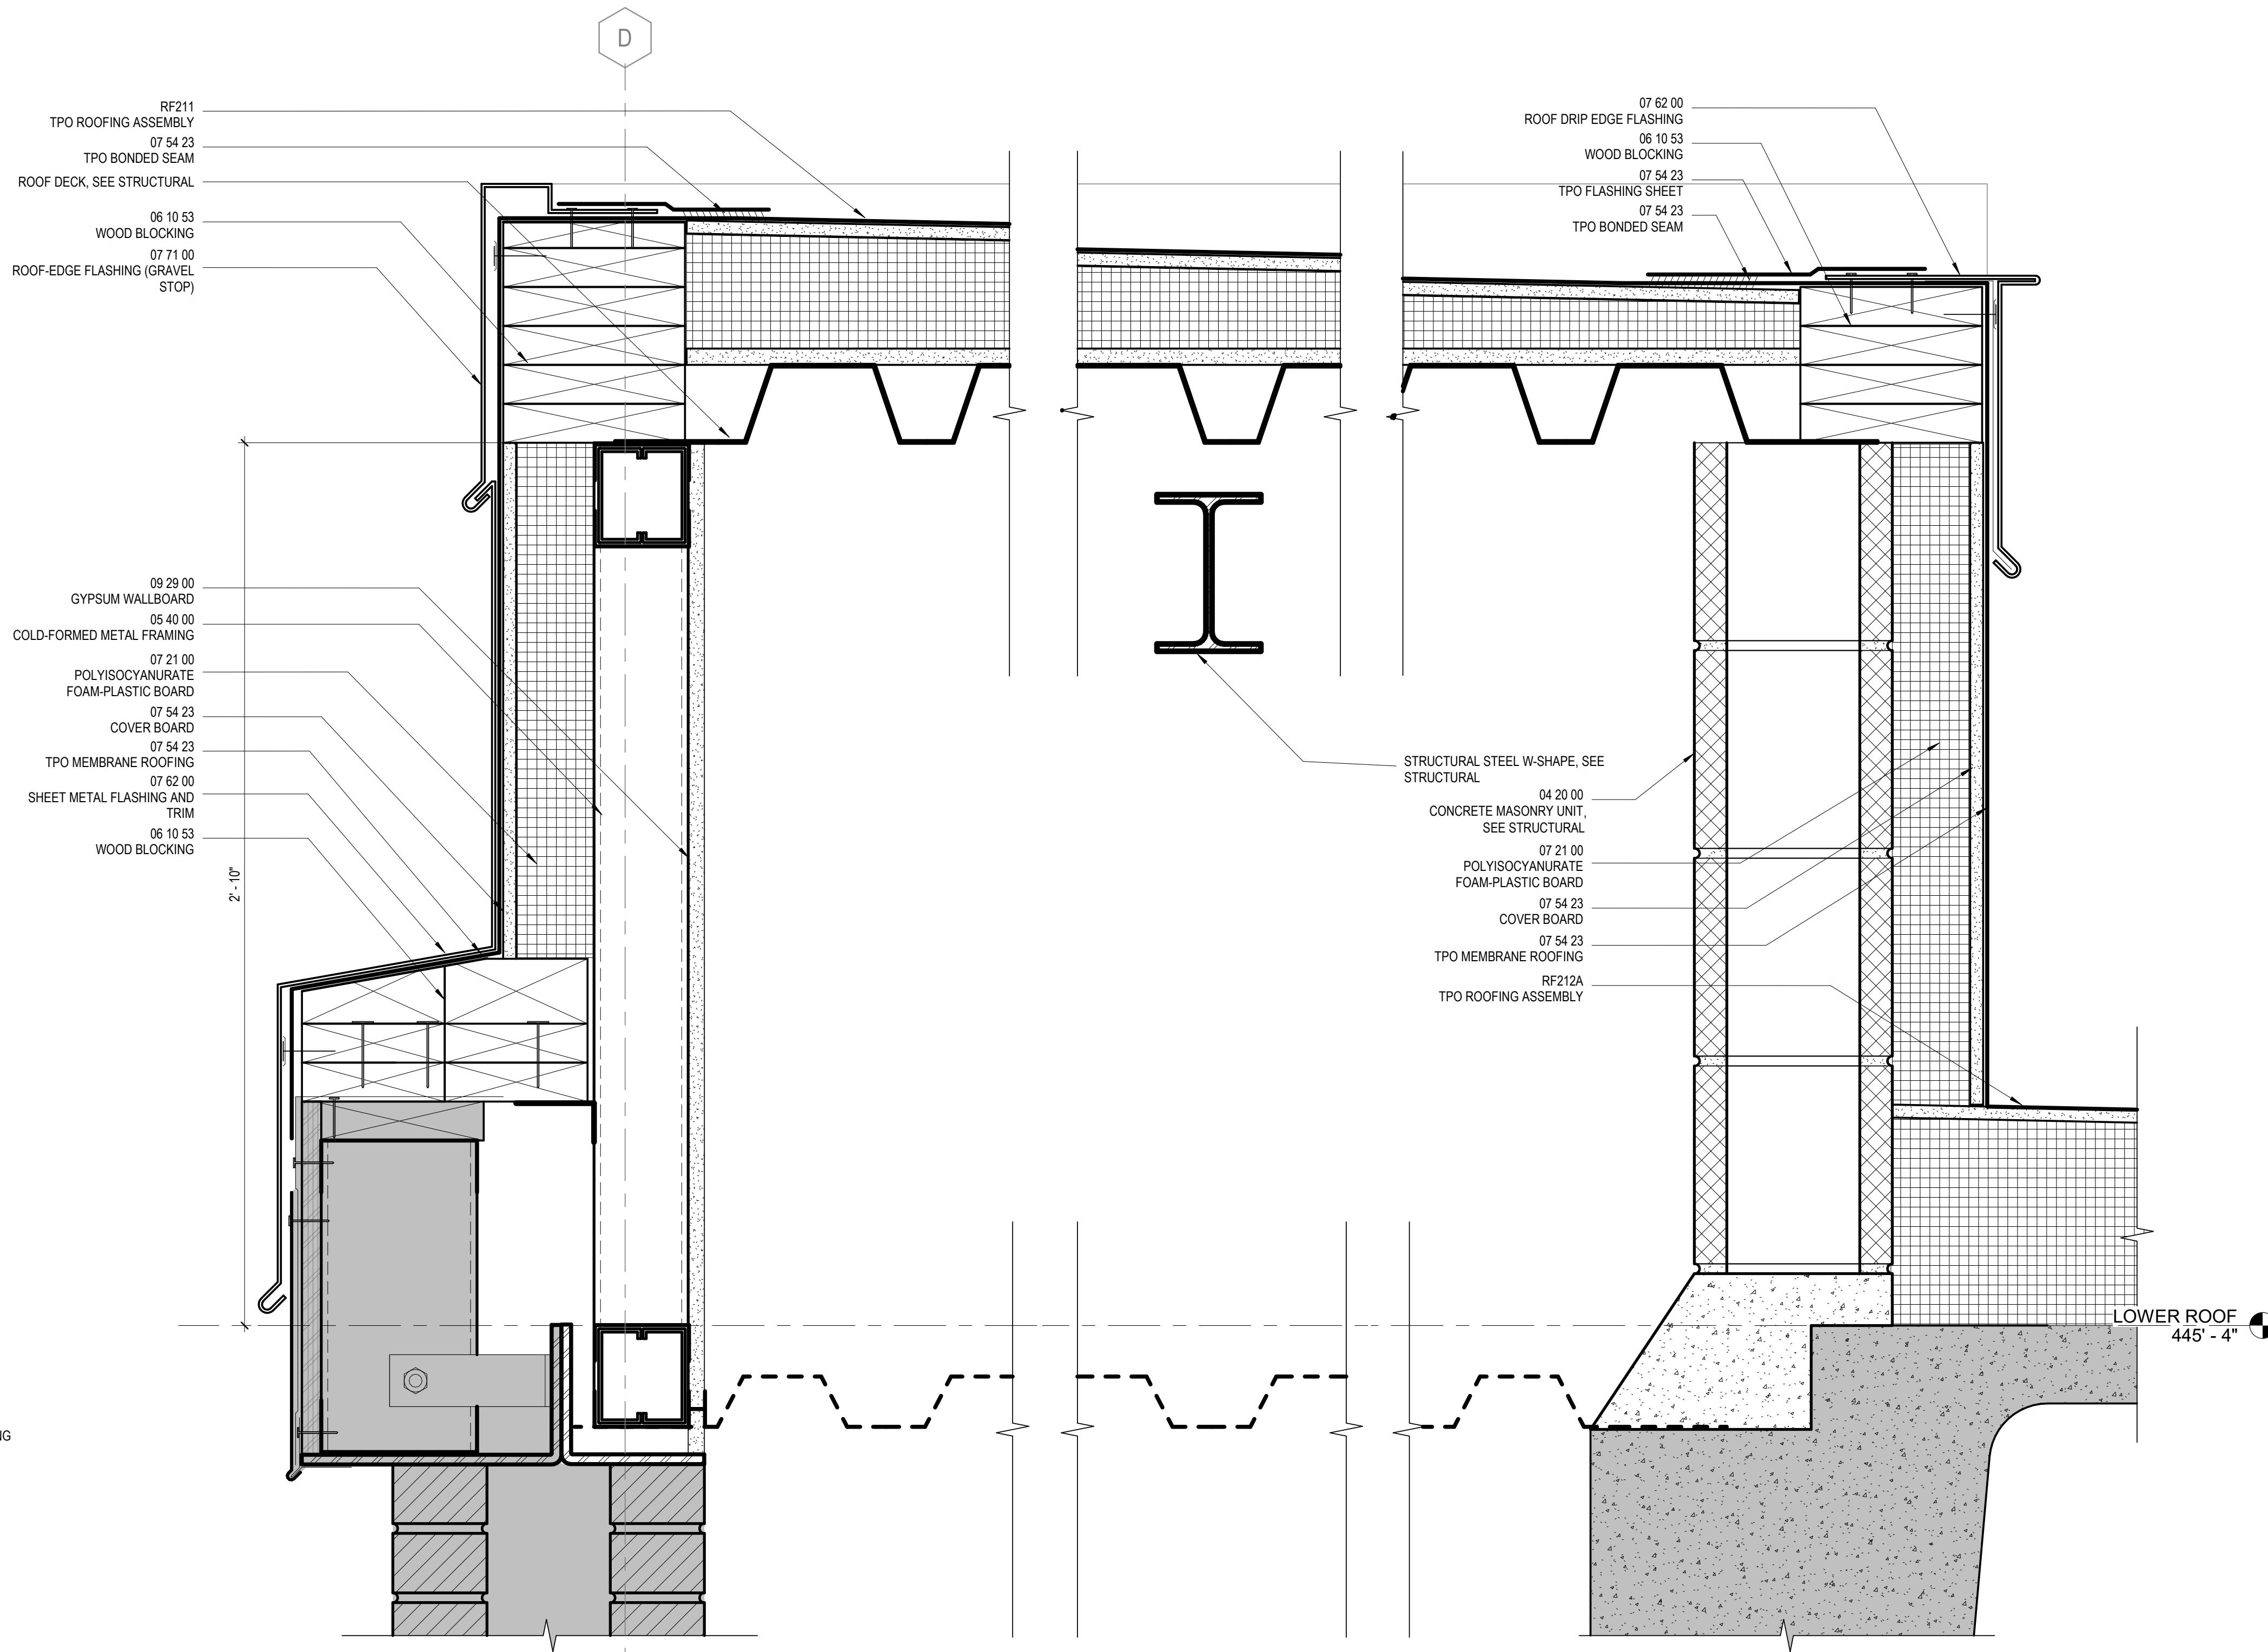 D
RF211
TPO ROOFING ASSEMBLY
07 54 23
TPO BONDED SEAM
ROOF DECK, SEE STRUCTURAL
06 10 53
WOOD BLOCKING
07 71 00
ROOF-EDGE FLASHING (GRAVEL
STOP)
09 29 00
GYPSUM WALLBOARD
05 40 00
COLD-FORMED METAL FRAMING
07 21 00
POLYISOCYANURATE
FOAM-PLASTIC BOARD
07 54 23
COVER BOARD
07 54 23
TPO MEMBRANE ROOFING
07 62 00
SHEET METAL FLASHING AND
TRIM
06 10 53
WOOD BLOCKING
2' - 10"
NG
07 62 00
ROOF DRIP EDGE FLASHING
06 10 53
WOOD BLOCKING
07 54 23
TPO FLASHING SHEET
07 54 23
TPO BONDED SEAM
STRUCTURAL STEEL W-SHAPE, SEE
STRUCTURAL
04 20 00
CONCRETE MASONRY UNIT,
SEE STRUCTURAL
07 21 00
POLYISOCYANURATE
FOAM-PLASTIC BOARD
07 54 23
COVER BOARD
07 54 23
TPO MEMBRANE ROOFING
RF212A
TPO ROOFING ASSEMBLY
LOWER ROOF
445' - 4"